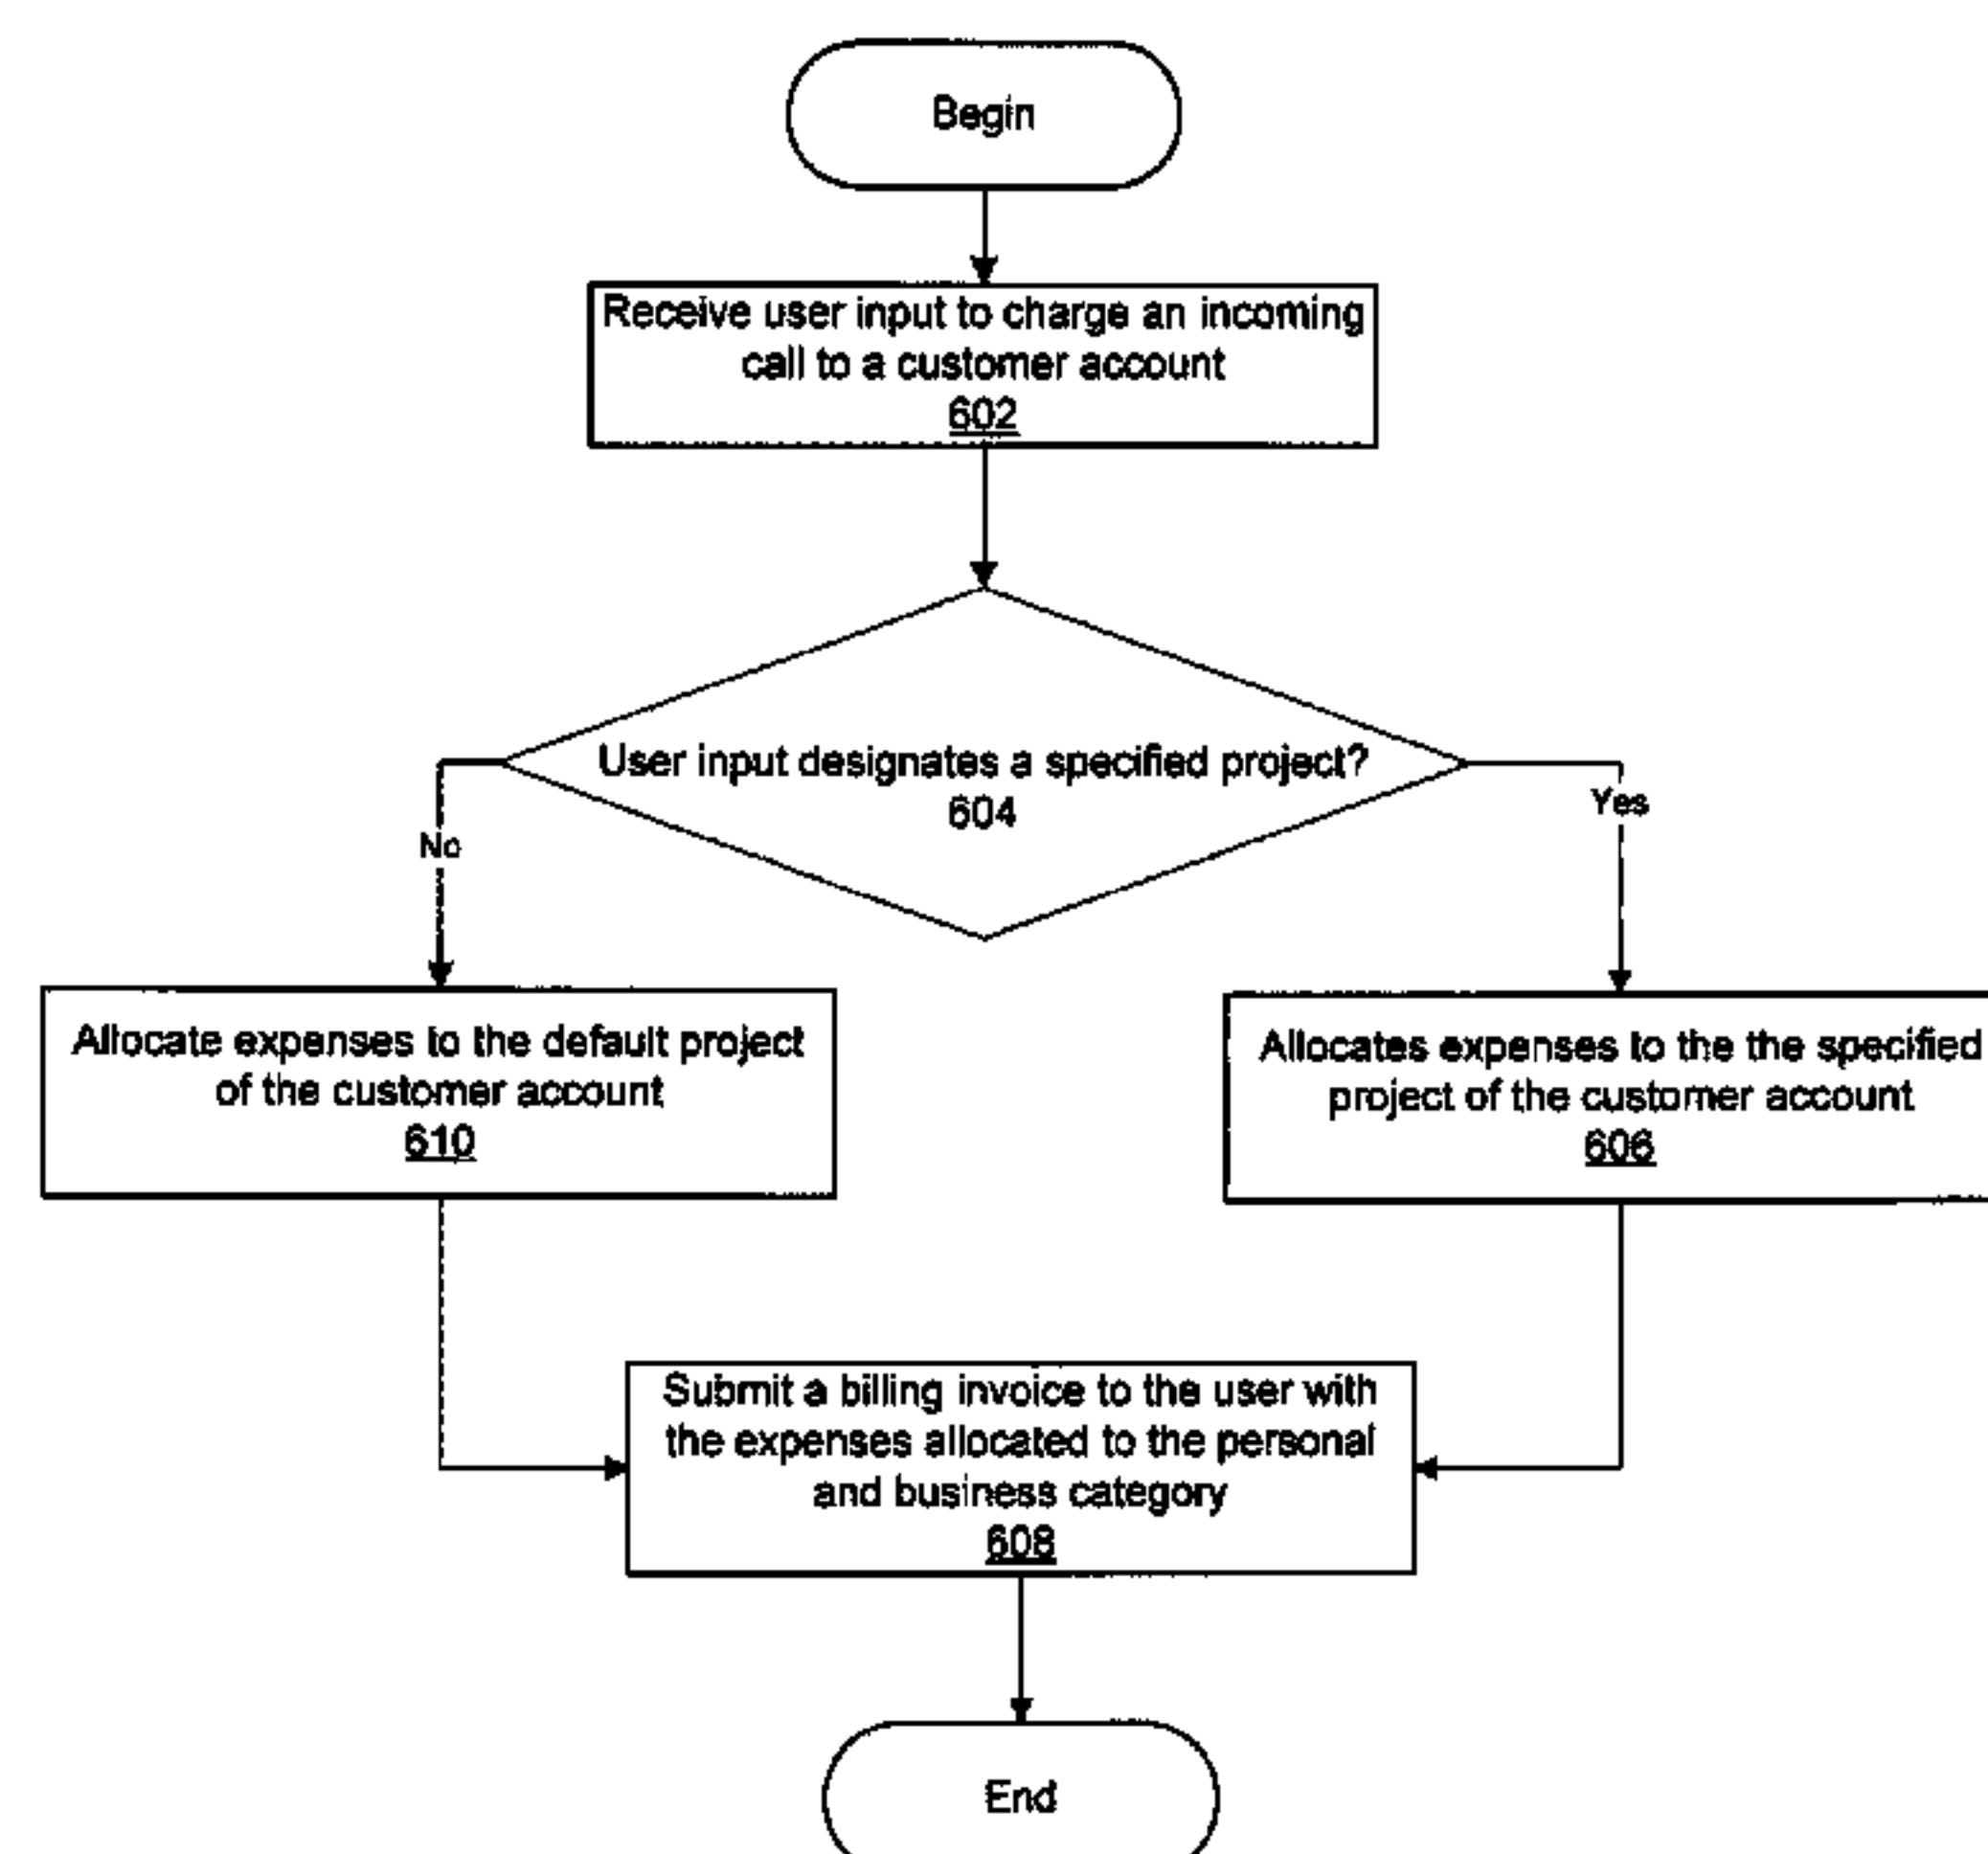 Begin
Receive user input to charge an incoming
call to a customer account
602
User input designates a specified project?
604
No
Yes
Allocate expenses to the default project
of the customer account
610
Allocates expenses to the the specified
project of the customer account
606
Submit a billing invoice to the user with
the expenses allocated to the personal
and business category
608
End